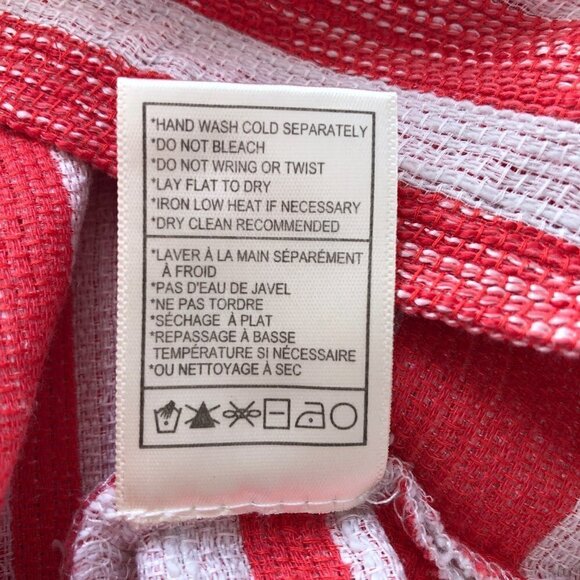 *HAND WASH COLD SEPARATELY
*DO NOT BLEACH
*DO NOT WRING OR TWIST
*LAY FLAT TO DRY
*IRON LOW HEAT IF NECESSARY
*DRY CLEAN RECOMMENDED
*LAVER À LA MAIN SÉPARÉMENT
À FROID
*PAS D'EAU DE JAVEL
*NE PAS TORDRE
*SÉCHAGE À PLAT
*REPASSAGE À BASSE
TEMPÉRATURE SI NÉCESSAIRE
*OU NETTOYAGE À SEC